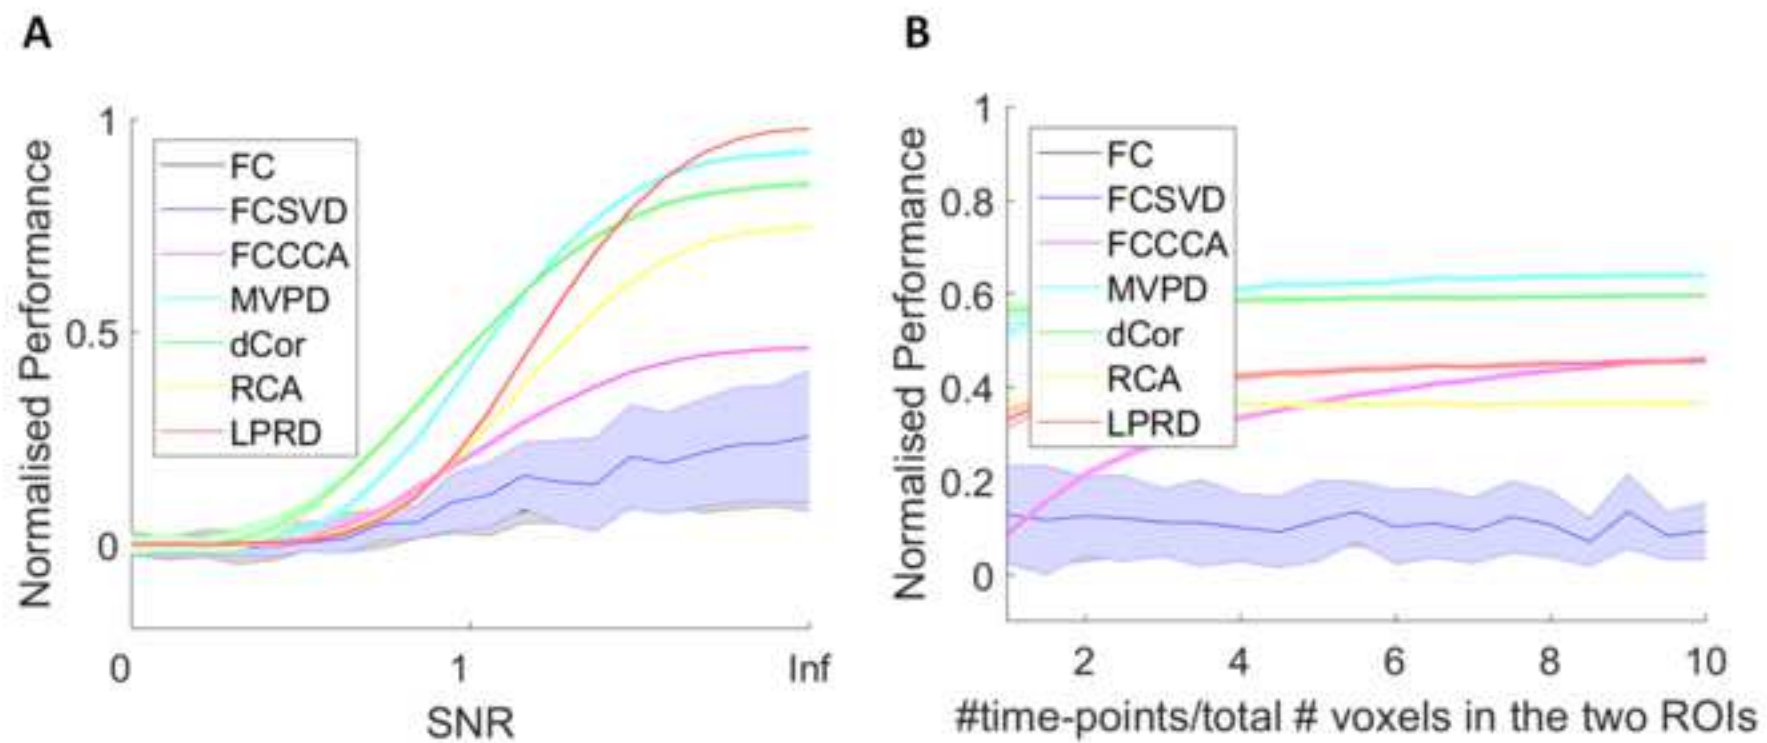 A
Normalised Performance
1
0.5
0
FC
FCSVD
FCCCA
MVPD
dCor
RCA
LPRD
0
1
Inf
SNR
B
Normalised Performance
1
0.8
0.6
0.4
0.2
0
FC
FCSVD
FCCCA
MVPD
dCor
RCA
LPRD
2
4
6
8
10
#time-points/total # voxels in the two ROIs